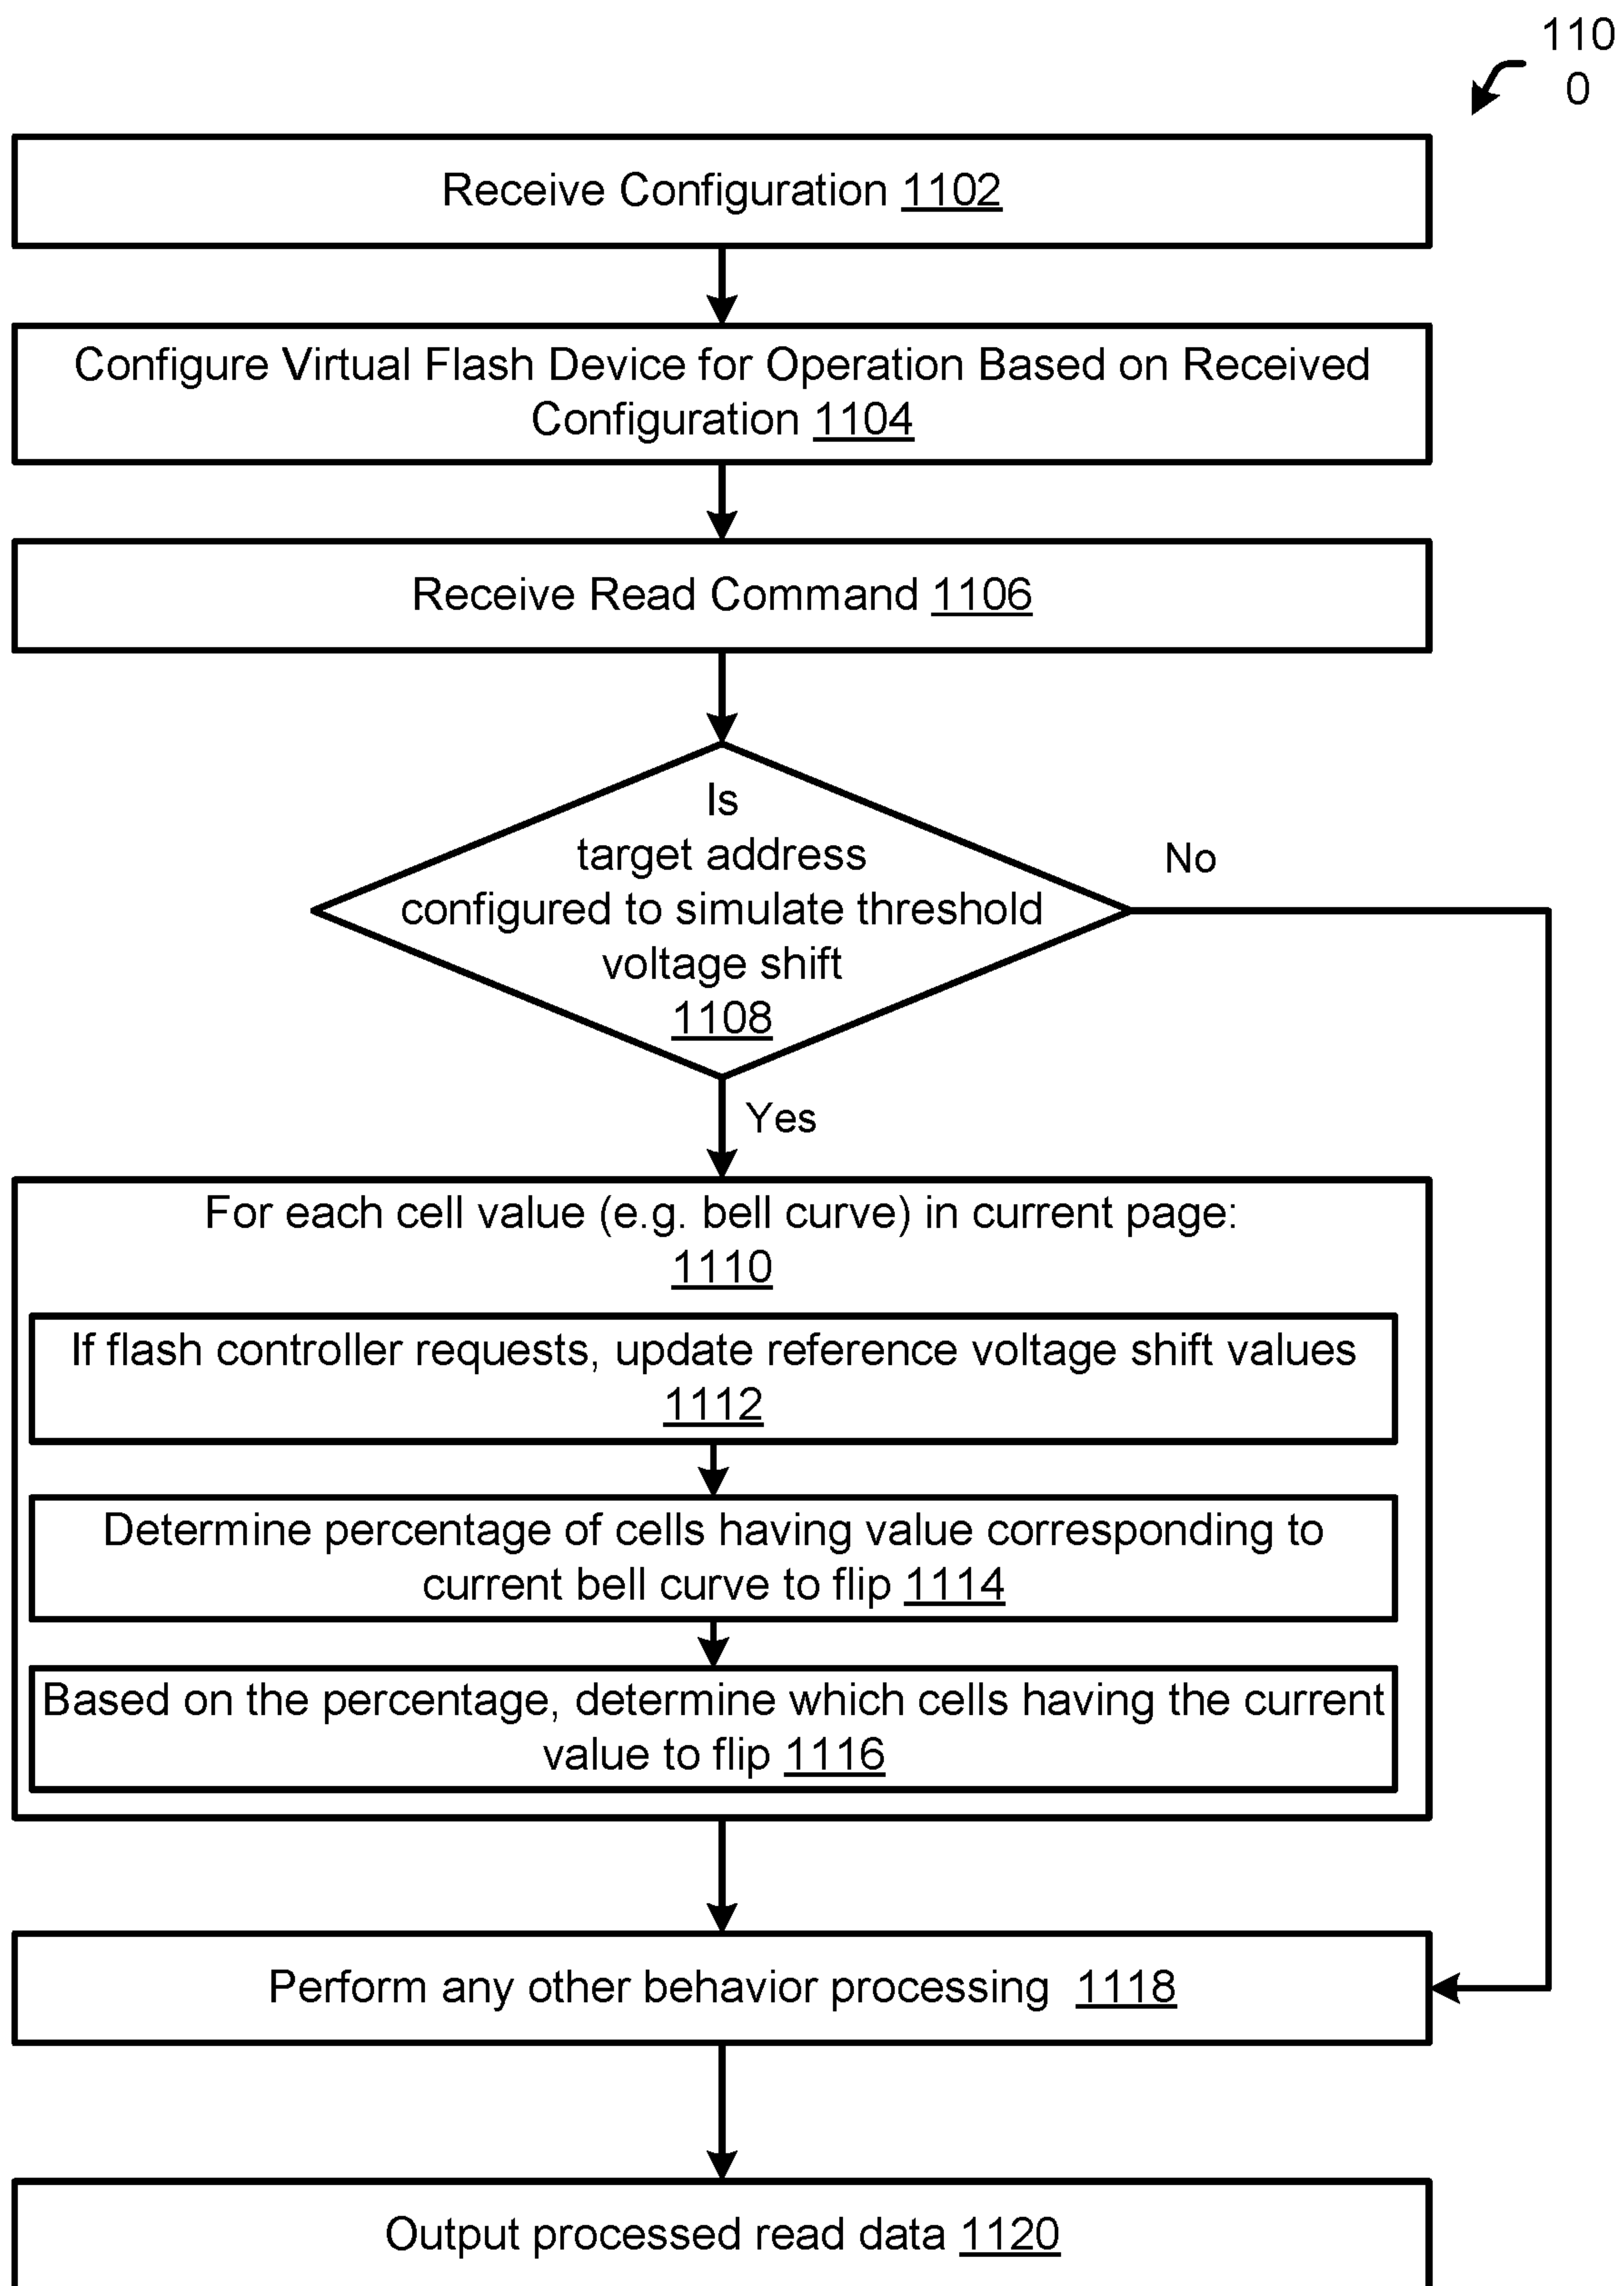 110
0
Receive Configuration 1102
Configure Virtual Flash Device for Operation Based on Received
Configuration 1104
Receive Read Command 1106
Is
target address
configured to simulate threshold
voltage shift
1108
No
Yes
For each cell value (e.g. bell curve) in current page:
1110
If flash controller requests, update reference voltage shift values
1112
Determine percentage of cells having value corresponding to
current bell curve to flip 1114
Based on the percentage, determine which cells having the current
value to flip 1116
Perform any other behavior processing 1118
Output processed read data 1120